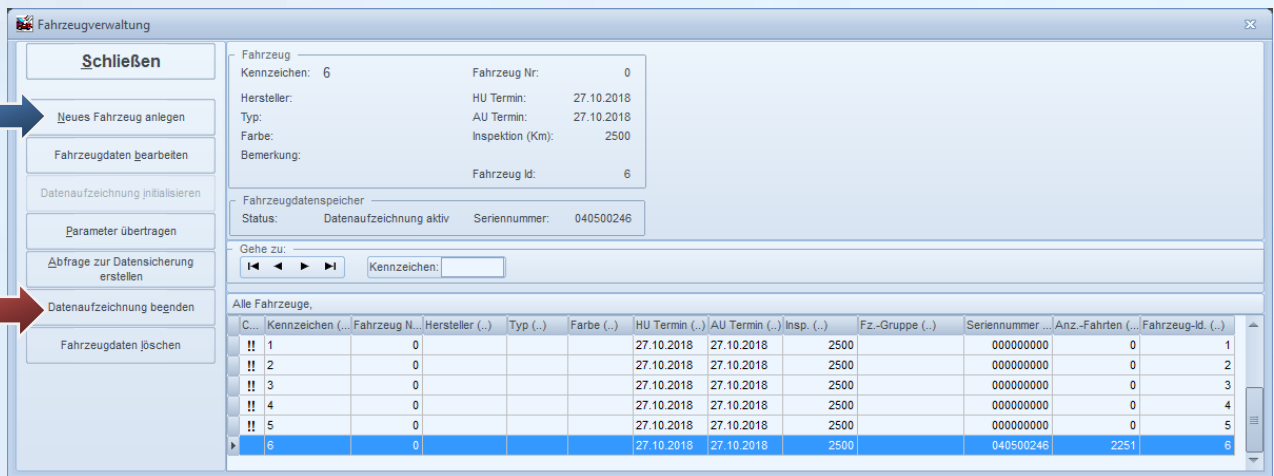 Fahrzeugverwaltung
Schließen
Neues Fahrzeug anlegen
Fahrzeugdaten bearbeiten
Datenaufzeichnung initialisieren
Parameter übertragen
Abfrage zur Datensicherung
erstellen
Datenaufzeichnung beenden
Fahrzeugdaten löschen
Fahrzeug
Kennzeichen: 6 Fahrzeug Nr: 0
Hersteller: HU Termin: 27.10.2018
Typ: AU Termin: 27.10.2018
Farbe: Inspektion (Km): 2500
Bemerkung:
Fahrzeug Id: 6
Fahrzeugdatenspeicher
Status: Datenaufzeichnung aktiv Seriennummer: 040500246
Gehe zu:
Kennzeichen:
Alle Fahrzeuge,
C... Kennzeichen (... Fahrzeug N... Hersteller (..) Typ (..) Farbe (..) HU Termin (..) AU Termin (..) Insp. (..) Fz.-Gruppe (..) Seriennummer ... Anz.-Fahrten (... Fahrzeug-Id. (..)
!! 1 0 27.10.2018 27.10.2018 2500 000000000 0 1
!! 2 0 27.10.2018 27.10.2018 2500 000000000 0 2
!! 3 0 27.10.2018 27.10.2018 2500 000000000 0 3
!! 4 0 27.10.2018 27.10.2018 2500 000000000 0 4
!! 5 0 27.10.2018 27.10.2018 2500 000000000 0 5
6 0 27.10.2018 27.10.2018 2500 040500246 2251 6